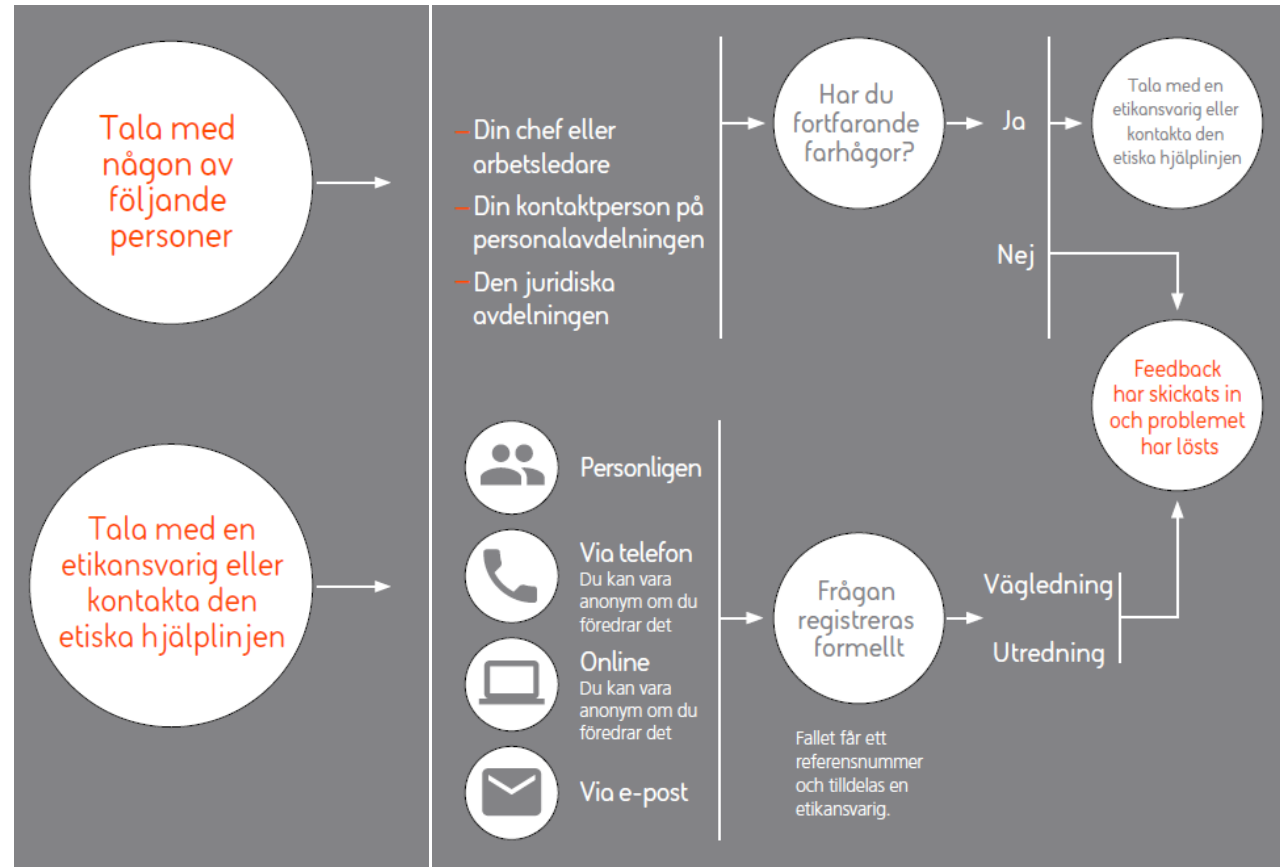 Tala med
någon av
följande
personer
– Din chef eller
arbetsledare
– Din kontaktperson på
personalavdelningen
– Den juridiska
avdelningen
Har du
fortfarande
farhågor?
Ja
Nej
Tala med en
etikansvarig eller
kontakta den
etiska hjälplinjen
Feedback
har skickats in
och problemet
har lösts
Tala med en
etikansvarig eller
kontakta den
etiska hjälplinjen
Personligen
Via telefon
Du kan vara
anonym om du
föredrar det
Online
Du kan vara
anonym om du
föredrar det
Via e-post
Frågan
registreras
formellt
Fallet får ett
referensnummer
och tilldelas en
etikansvarig.
Vägledning
Utredning